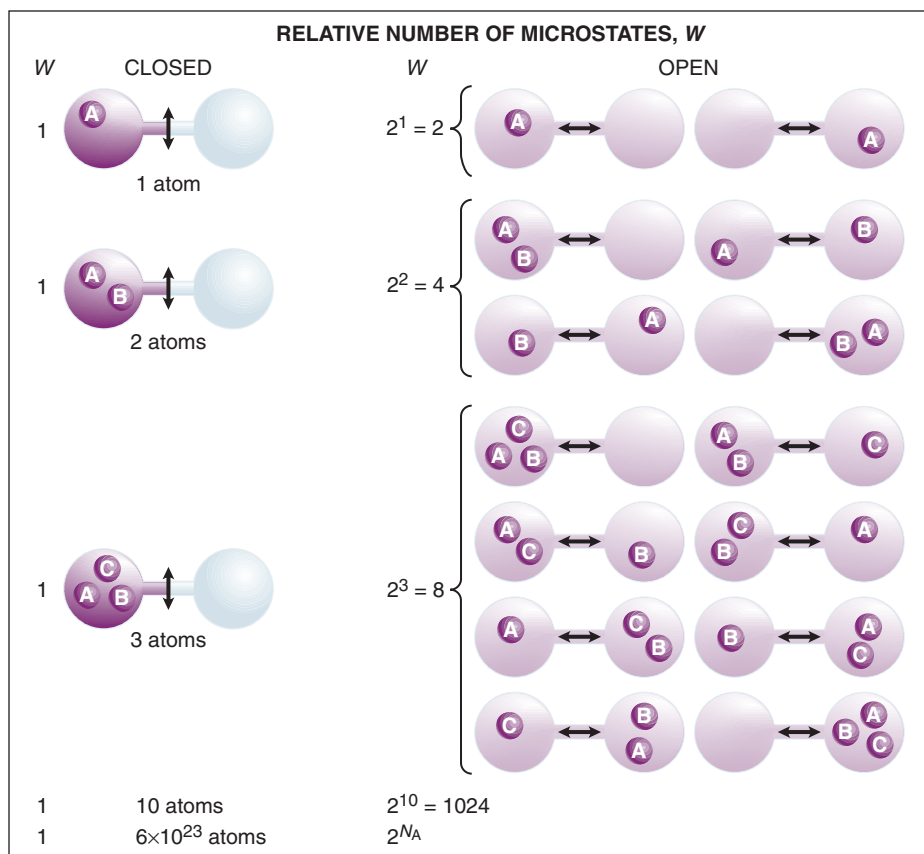 RELATIVE NUMBER OF MICROSTATES, W
W CLOSED W OPEN
A
1
1 atom
2¹ = 2
A
A
A
B
1
2 atoms
2² = 4
A
B
A
B
B
A
B
A
C
A
B
1
3 atoms
2³ = 8
C
A
B
A
B
C
A
C
B
C
B
A
A
C
B
B
A
C
C
B
A
A
B
C
1 10 atoms 2¹⁰ = 1024
1 6×10²³ atoms 2^Nᴀ